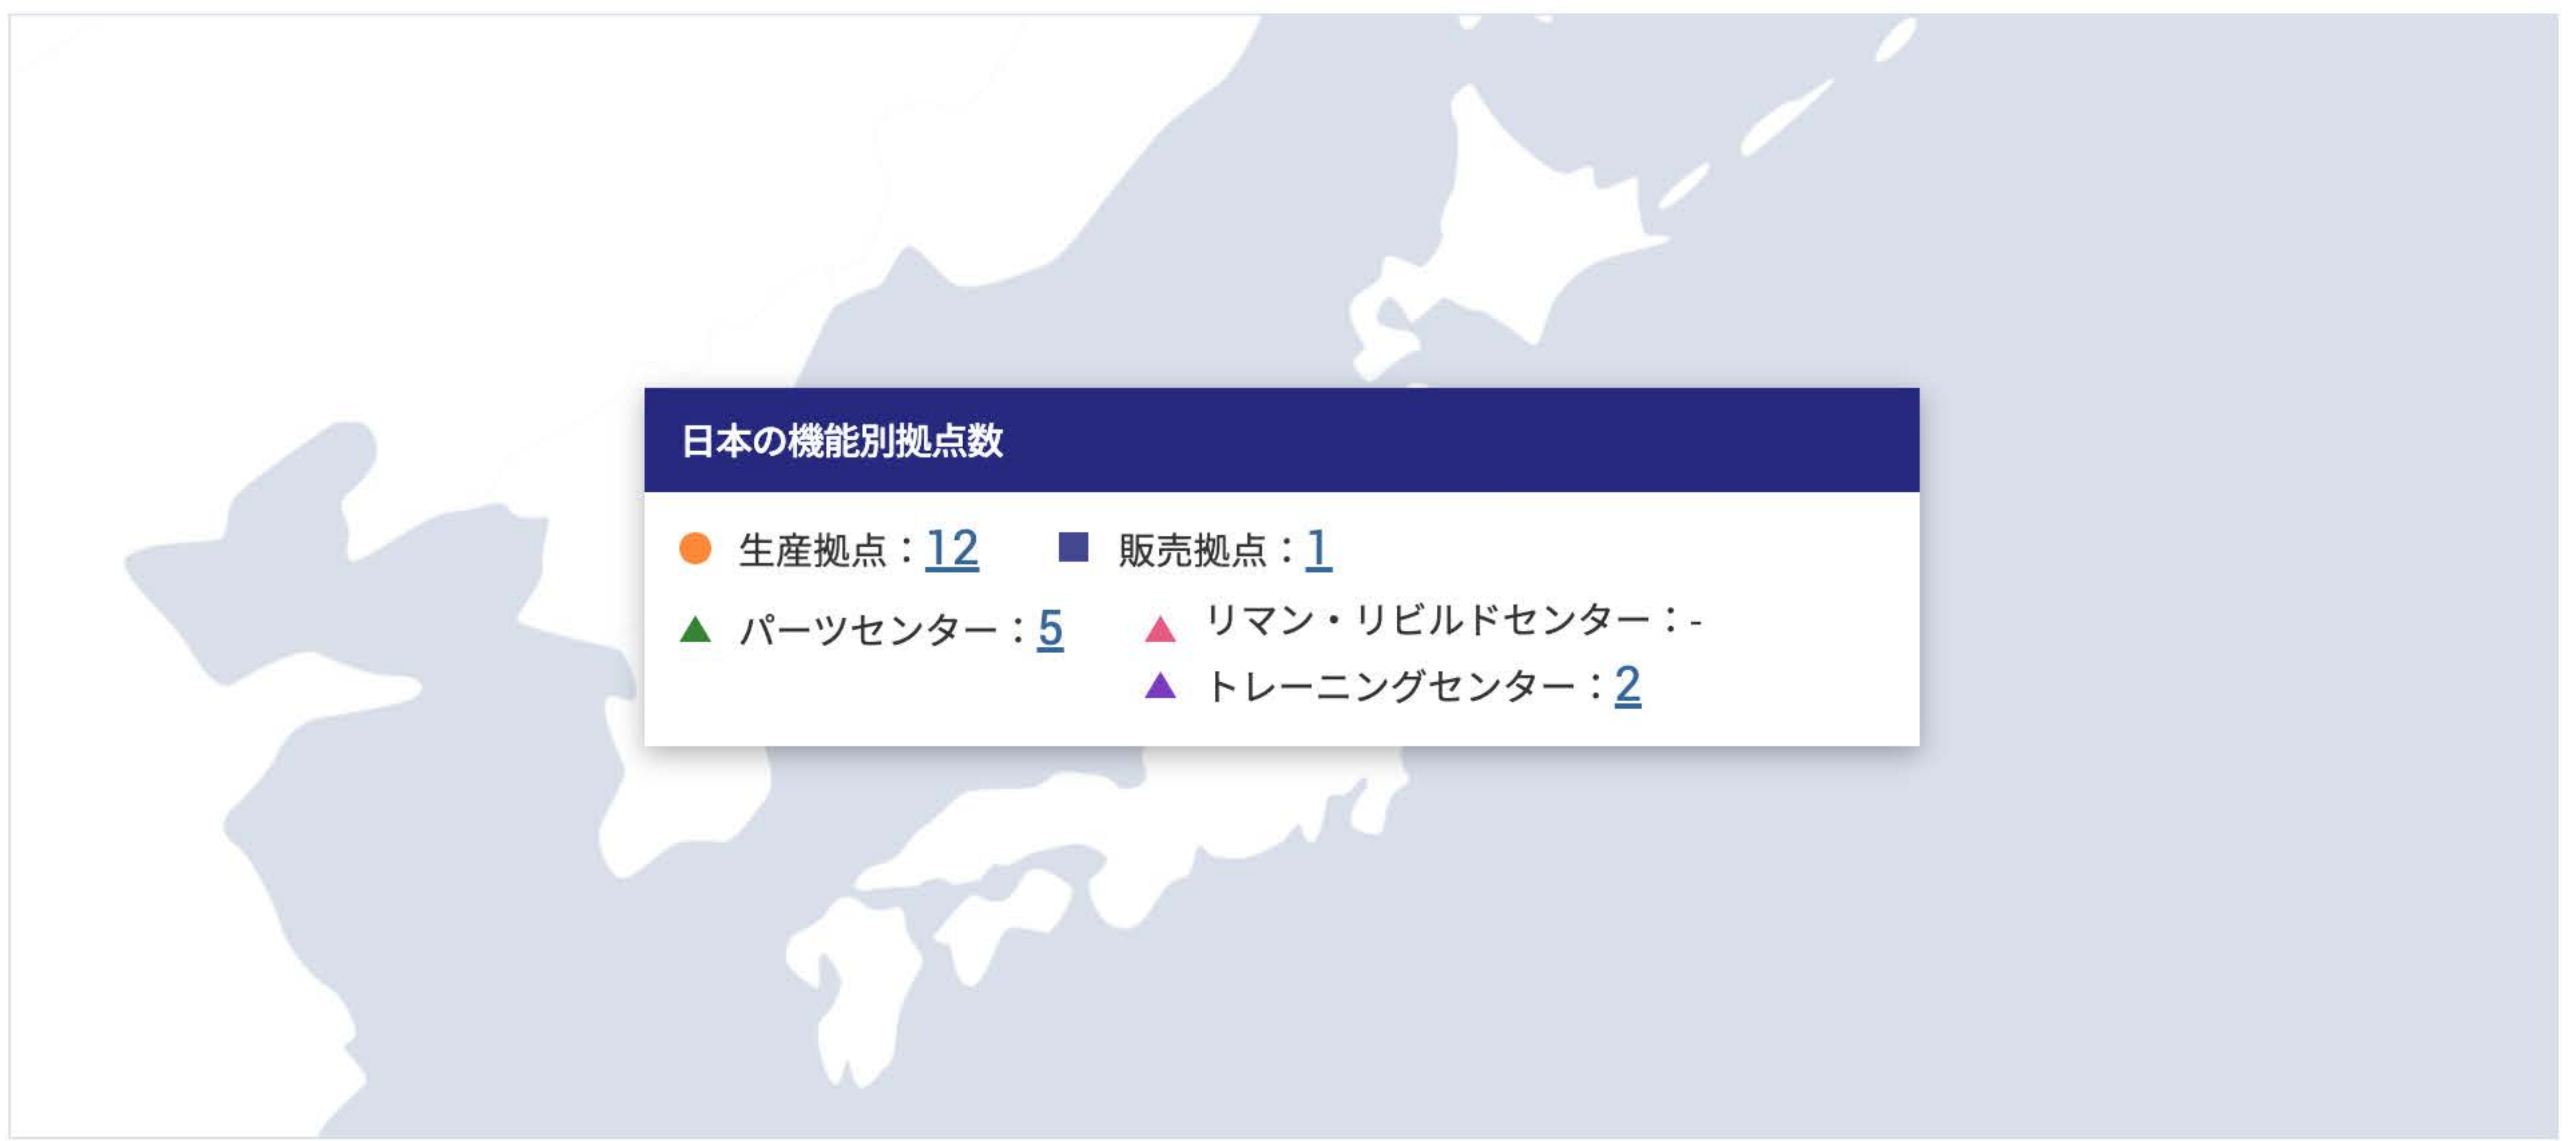 日本の機能別拠点数
生産拠点：12 販売拠点：1
パーツセンター：5 リマン・リビルドセンター：-
トレーニングセンター：2